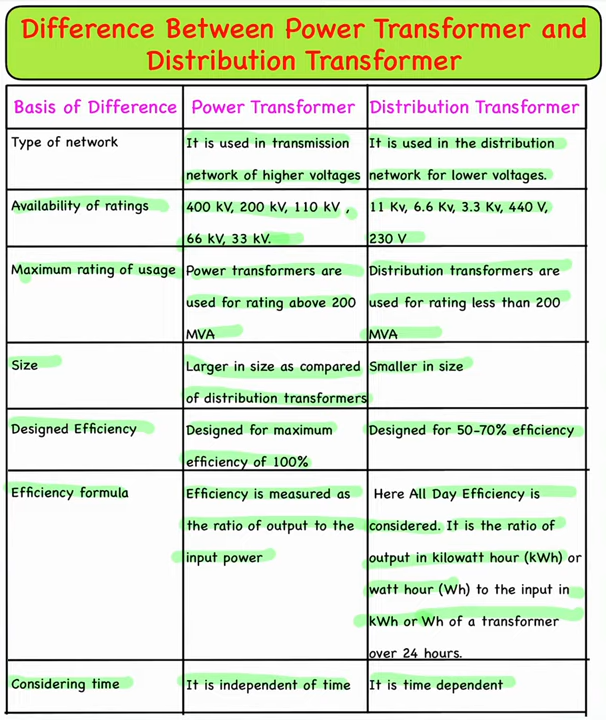 Difference Between Power Transformer and
Distribution Transformer
Basis of Difference Power Transformer Distribution Transformer
Type of network
It is used in transmission
network of higher voltages
It is used in the distribution
network for lower voltages.
Availability of ratings
400 kV, 200 kV, 110 kV ,
66 kV, 33 kV.
11 Kv, 6.6 Kv, 3.3 Kv, 440 V,
230 V
Maximum rating of usage
Power transformers are
used for rating above 200
MVA
Distribution transformers are
used for rating less than 200
MVA
Size
Larger in size as compared
of distribution transformers
Smaller in size
Designed Efficiency
Designed for maximum
efficiency of 100%
Designed for 50-70% efficiency
Efficiency formula
Efficiency is measured as
the ratio of output to the
input power
Here All Day Efficiency is
considered. It is the ratio of
output in kilowatt hour (kWh) or
watt hour (Wh) to the input in
kWh or Wh of a transformer
over 24 hours.
Considering time
It is independent of time
It is time dependent